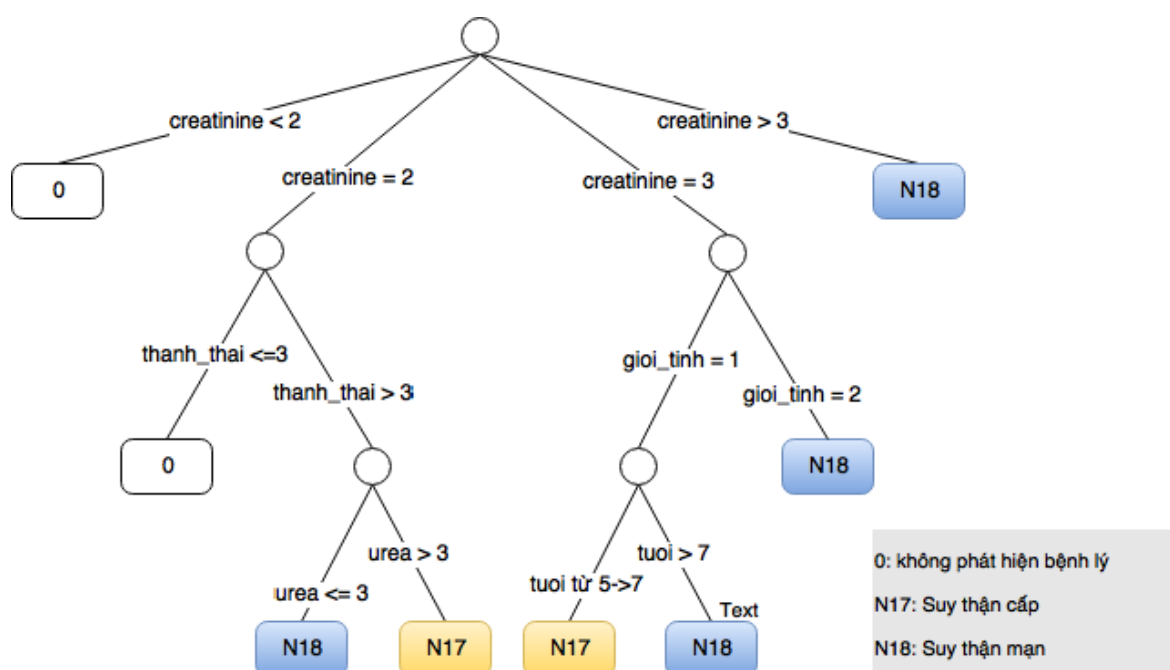 creatinine < 2
creatinine > 3
creatinine = 2
creatinine = 3
0
N18
thanh_thai <=3
gioi_tinh = 1
thanh_thai > 3
gioi_tinh = 2
0
N18
urea > 3
tuoi > 7
urea <= 3
tuoi từ 5->7
Text
N18
N17
N17
N18
0: không phát hiện bệnh lý
N17: Suy thận cấp
N18: Suy thận mạn